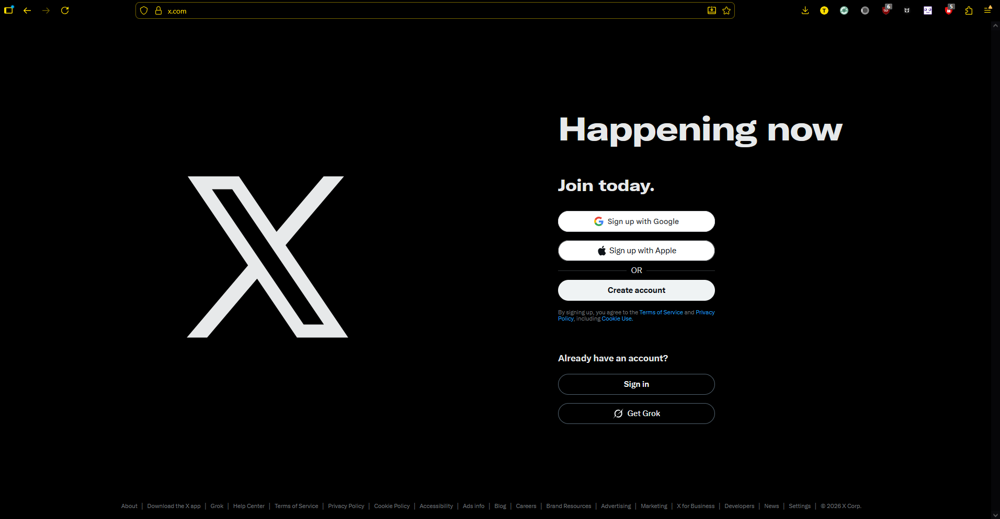 x.com
T
6
5
Happening now
Join today.
Sign up with Google
Sign up with Apple
OR
Create account
By signing up, you agree to the Terms of Service and Privacy
Policy, including Cookie Use.
Already have an account?
Sign in
Get Grok
About | Download the X app | Grok | Help Center | Terms of Service | Privacy Policy | Cookie Policy | Accessibility | Ads info | Blog | Careers | Brand Resources | Advertising | Marketing | X for Business | Developers | News | Settings | © 2026 X Corp.